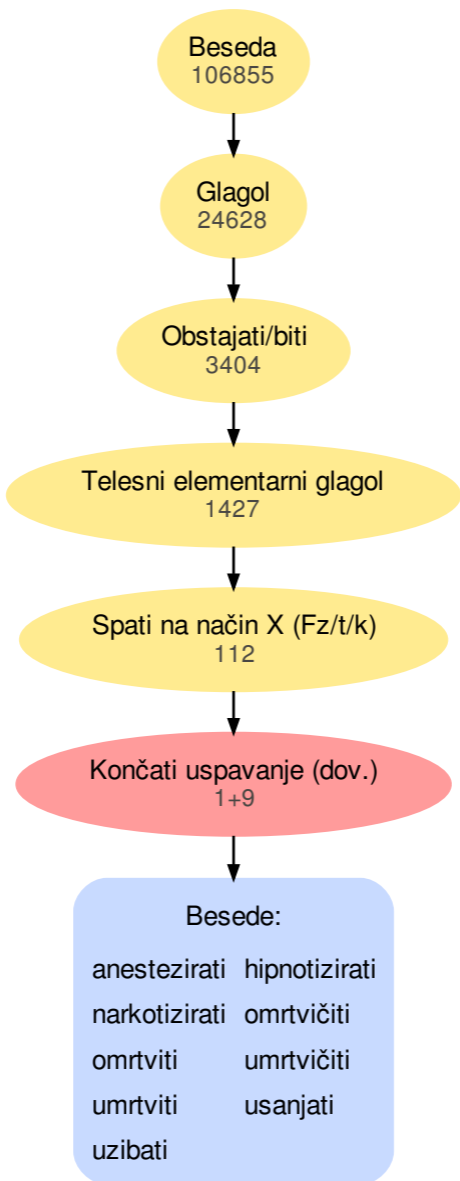 Beseda
106855
Glagol
24628
Obstajati/biti
3404
Telesni elementarni glagol
1427
Spati na način X (Fz/t/k)
112
Končati uspavanje (dov.)
1+9
Besede:
anestezirati hipnotizirati
narkotizirati omrtvičiti
omrtviti umrtvičiti
umrtviti usanjati
uzibati